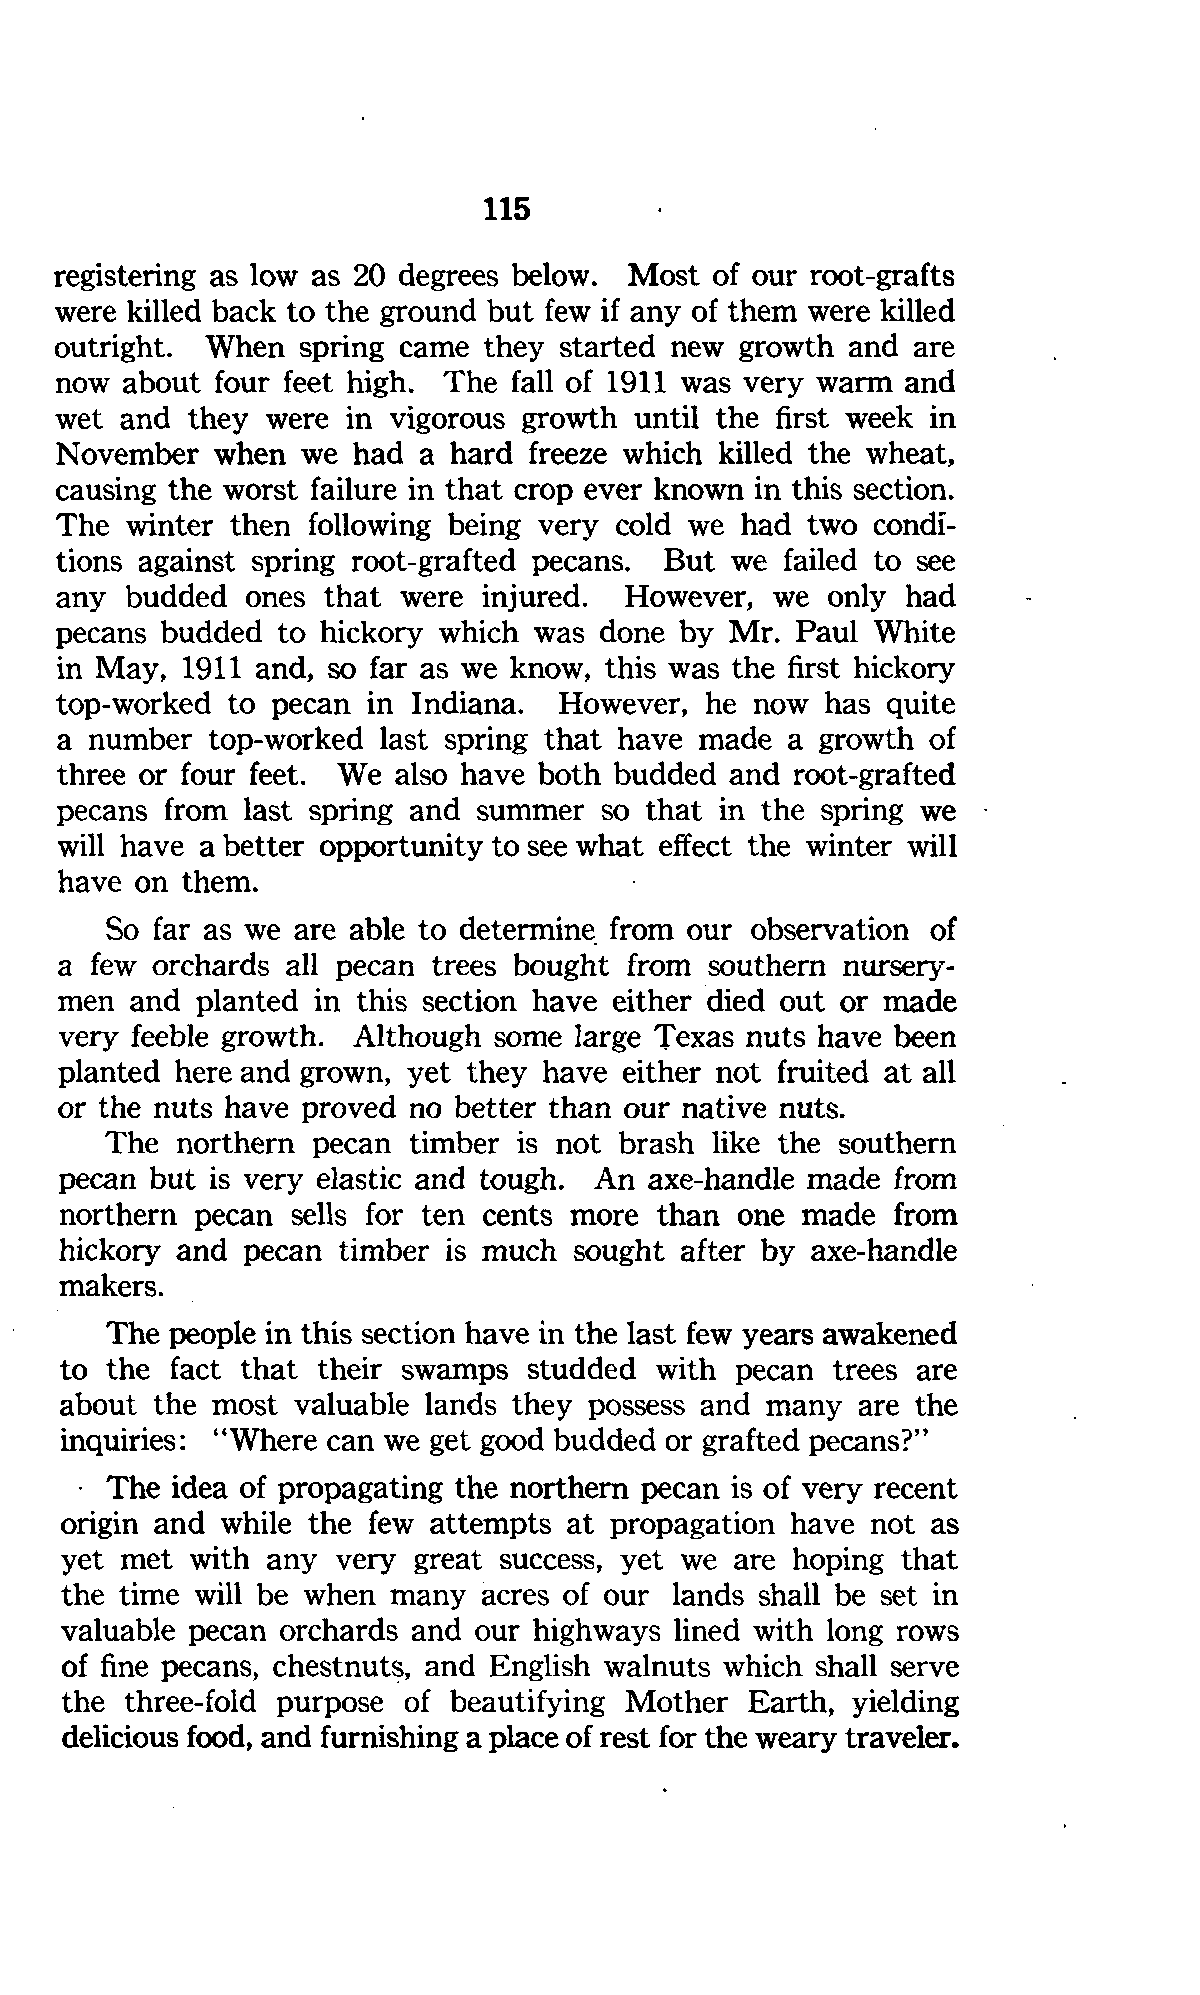 115
registering as low as 20 degrees below. Most of our root-grafts
were killed back to the ground but few if any of them were killed
outright. When spring came they started new growth and are
now about four feet high. The fall of 1911 was very warm and
wet and they were in vigorous growth until the first week in
November when we had a hard freeze which killed the wheat,
causing the worst failure in that crop ever known in this section.
The winter then following being very cold we had two condi-
tions against spring root-grafted pecans. But we failed to see
any budded ones that were injured. However, we only had
pecans budded to hickory which was done by Mr. Paul White
in May, 1911 and, so far as we know, this was the first hickory
top-worked to pecan in Indiana. However, he now has quite
a number top-worked last spring that have made a growth of
three or four feet. We also have both budded and root-grafted
pecans from last spring and summer so that in the spring we
will have a better opportunity to see what effect the winter will
have on them.
So far as we are able to determine from our observation of
a few orchards all pecan trees bought from southern nursery-
men and planted in this section have either died out or made
very feeble growth. Although some large Texas nuts have been
planted here and grown, yet they have either not fruited at all
or the nuts have proved no better than our native nuts.
The northern pecan timber is not brash like the southern
pecan but is very elastic and tough. An axe-handle made from
northern pecan sells for ten cents more than one made from
hickory and pecan timber is much sought after by axe-handle
makers.
The people in this section have in the last few years awakened
to the fact that their swamps studded with pecan trees are
about the most valuable lands they possess and many are the
inquiries: "Where can we get good budded or grafted pecans?"
The idea of propagating the northern pecan is of very recent
origin and while the few attempts at propagation have not as
yet met with any very great success, yet we are hoping that
the time will be when many acres of our lands shall be set in
valuable pecan orchards and our highways lined with long rows
of fine pecans, chestnuts, and English walnuts which shall serve
the three-fold purpose of beautifying Mother Earth, yielding
delicious food, and furnishing a place of rest for the weary traveler.